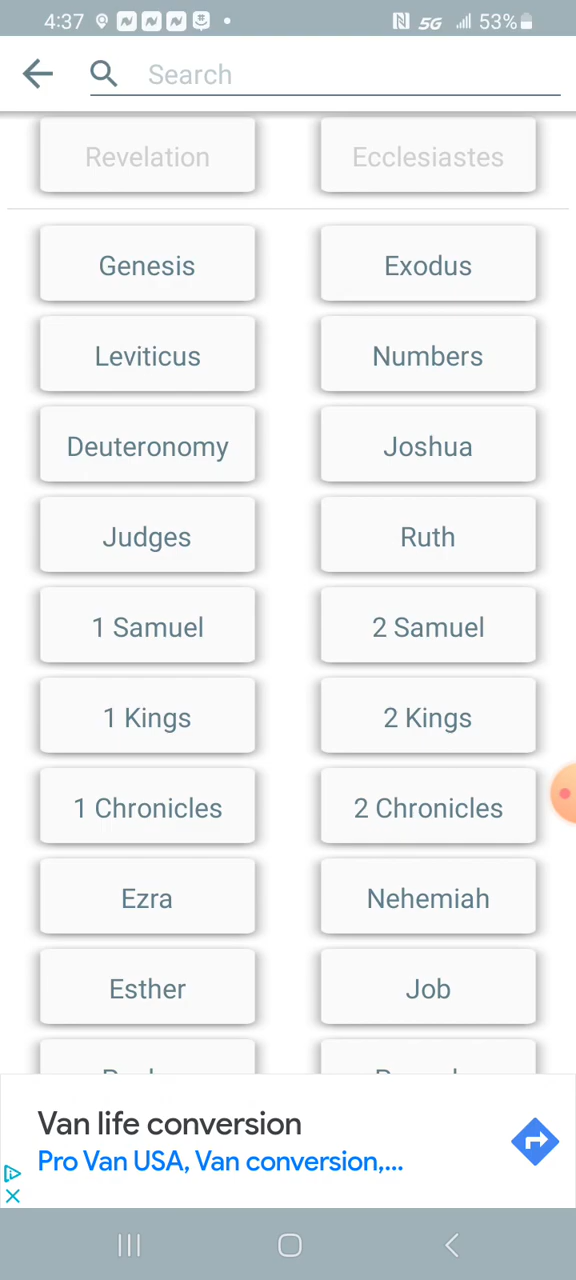 4:37 5G 53%
Search
Revelation Ecclesiastes
Genesis Exodus
Leviticus Numbers
Deuteronomy Joshua
Judges Ruth
1 Samuel 2 Samuel
1 Kings 2 Kings
1 Chronicles 2 Chronicles
Ezra Nehemiah
Esther Job
Van life conversion
Pro Van USA, Van conversion,...